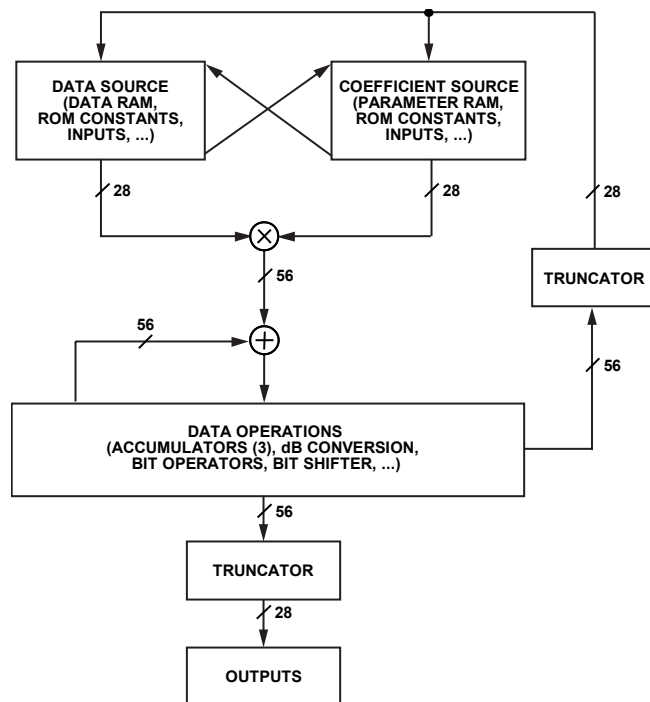 DATA SOURCE
(DATA RAM,
ROM CONSTANTS,
INPUTS, ...)
COEFFICIENT SOURCE
(PARAMETER RAM,
ROM CONSTANTS,
INPUTS, ...)
28
28
28
TRUNCATOR
56
56
56
DATA OPERATIONS
(ACCUMULATORS (3), dB CONVERSION,
BIT OPERATORS, BIT SHIFTER, ...)
56
TRUNCATOR
28
OUTPUTS